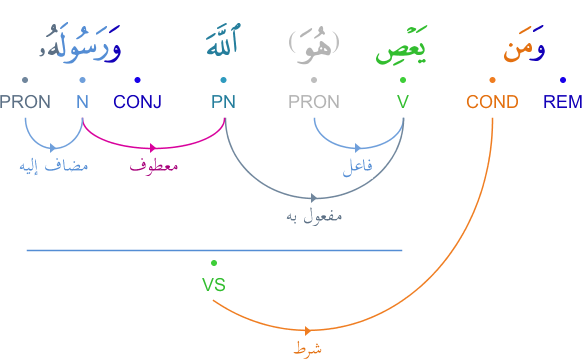 وَمَن يَعْصِ (هُوَ) ٱللَّهَ وَرَسُولَهُۥ
REM COND V PRON PN CONJ N PRON
فاعل معطوف مضاف إليه
مفعول به
VS
شرط